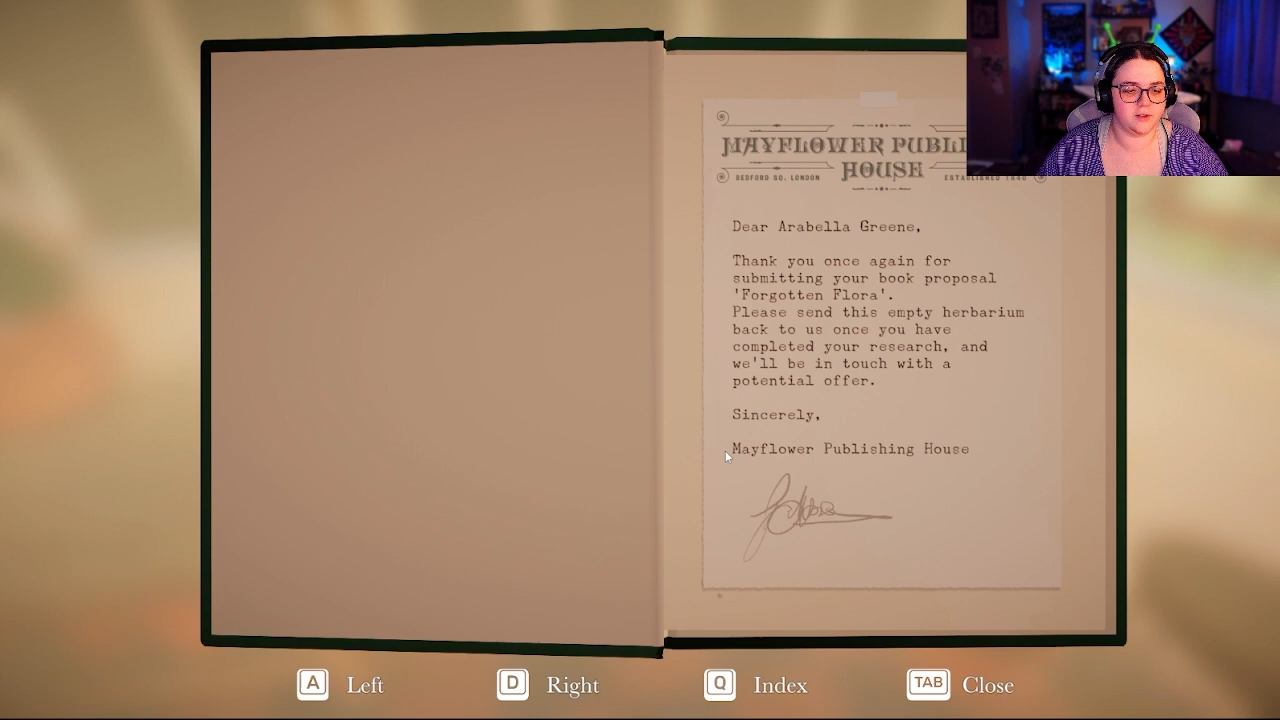 MAYFLOWER
HOUSE
BEDFORD SQ. LONDON
Dear Arabella Greene,
Thank you once again for
submitting your book proposal
'Forgotten Flora'.
Please send this empty herbarium
back to us once you have
completed your research, and
we'll be in touch with a
potential offer.
Sincerely,
Mayflower Publishing House
A Left
D Right
Q Index
TAB Close